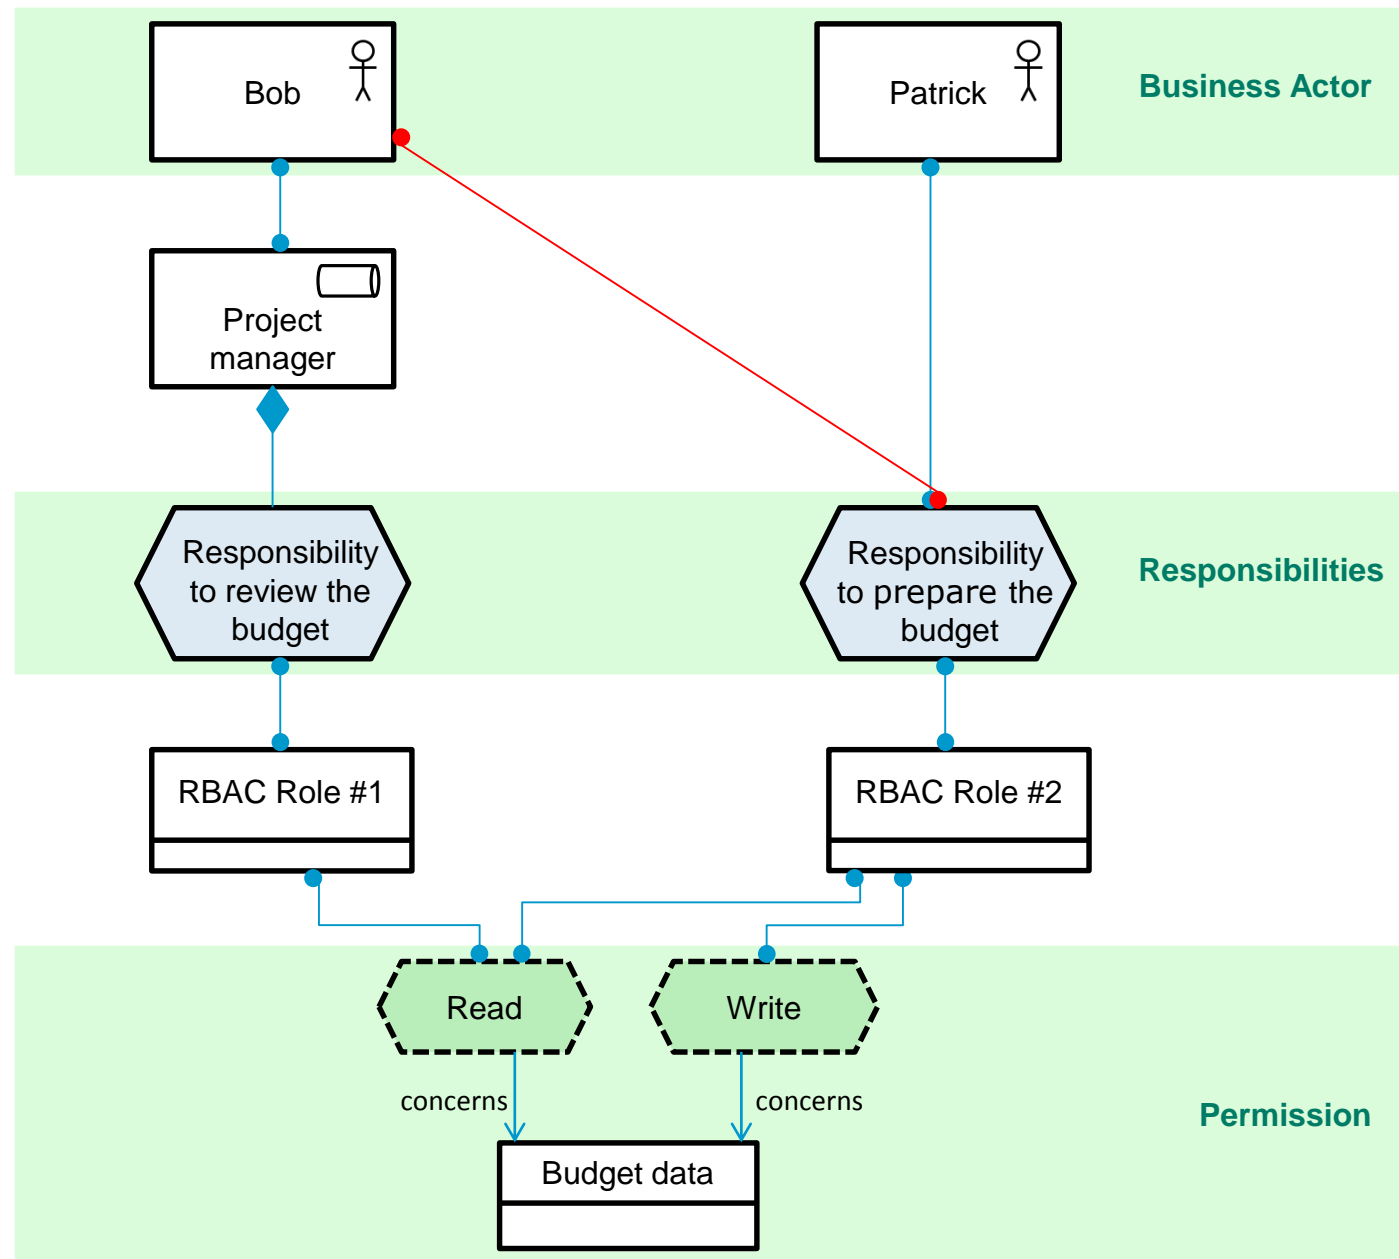 Bob
Patrick
Business Actor
Project
manager
Responsibility
to review the
budget
Responsibility
to prepare the
budget
Responsibilities
RBAC Role #1
RBAC Role #2
Read
Write
concerns
concerns
Permission
Budget data